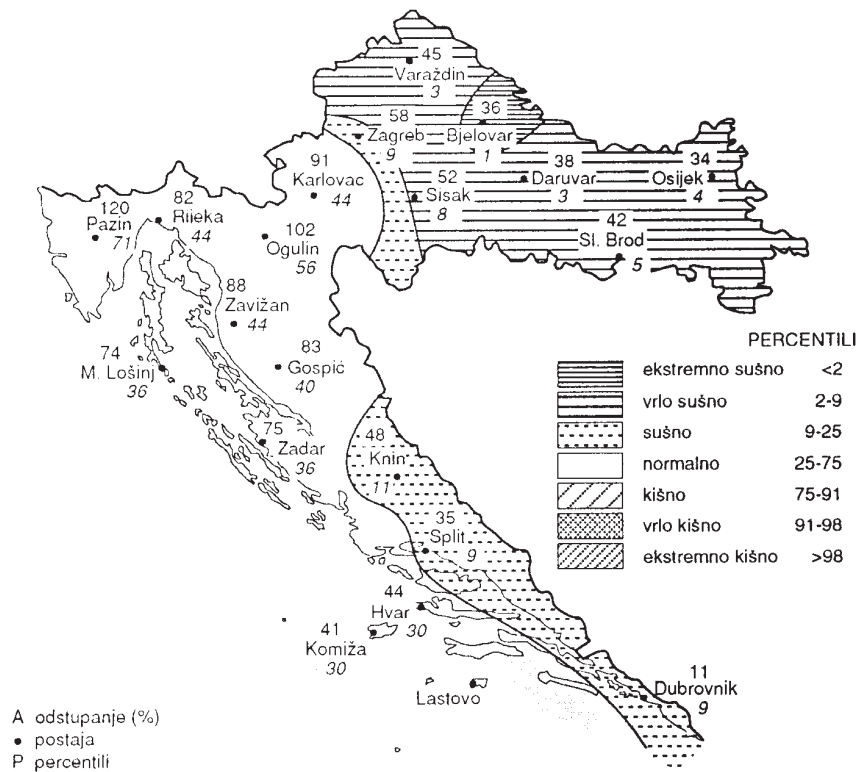 45
Varaždin
3
36
Bjelovar
1
58
Zagreb
9
91
Karlovac
44
52
Sisak
8
38
Daruvar
3
34
Osijek
4
42
Sl. Brod
5
120
Pazin
71
82
Rijeka
44
102
Ogulin
56
88
Zavižan
44
74
M. Lošinj
36
83
Gospić
40
75
Zadar
36
48
Knin
11
35
Split
9
44
Hvar
30
41
Komiža
30
Lastovo
11
Dubrovnik
9
PERCENTILI
ekstremno sušno <2
vrlo sušno 2-9
sušno 9-25
normalno 25-75
kišno 75-91
vrlo kišno 91-98
ekstremno kišno >98
A odstupanje (%)
• postaja
P percentili